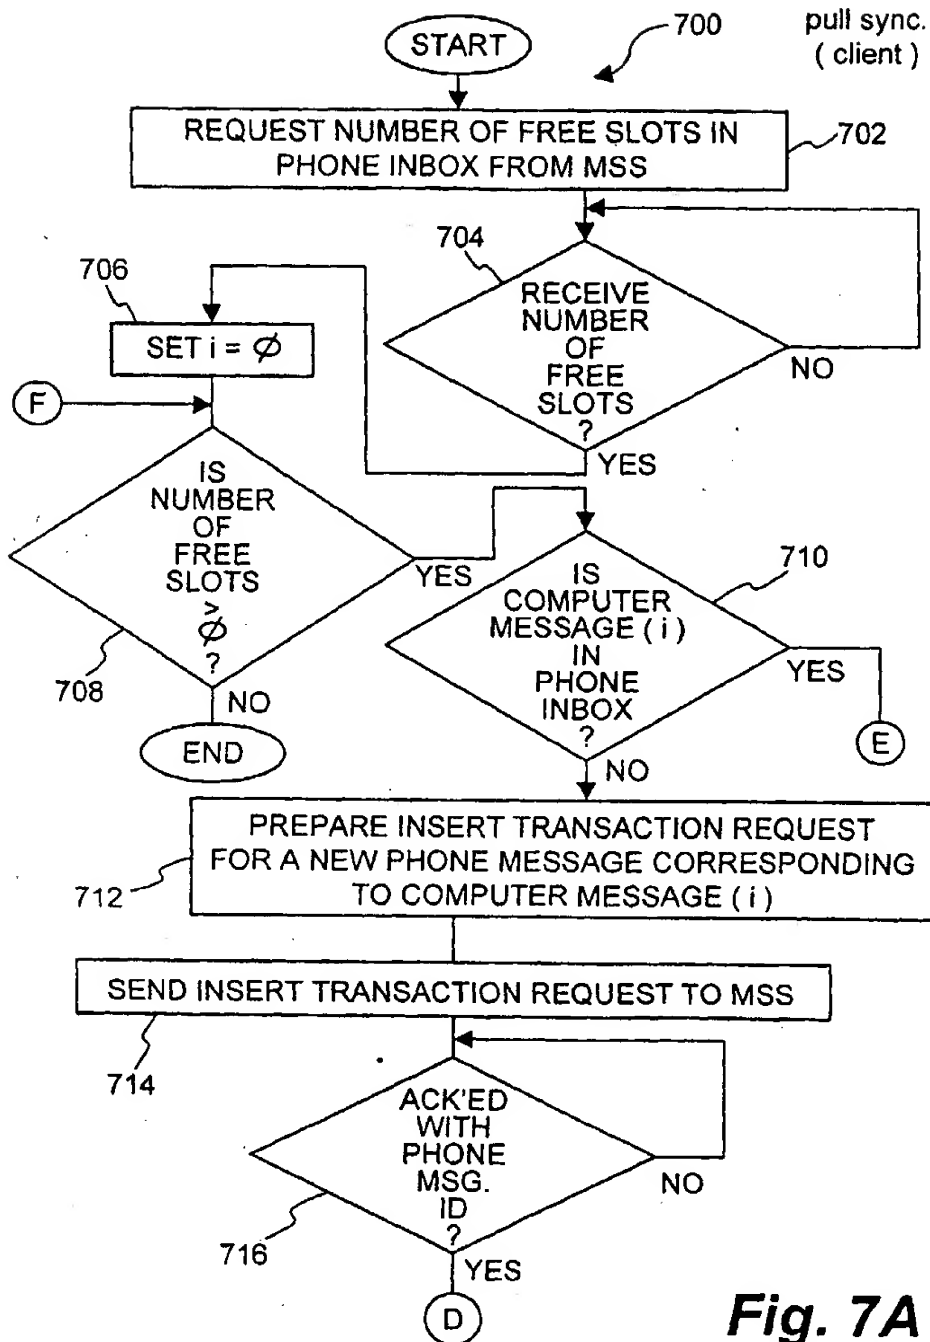 START
700
pull sync.
( client )
REQUEST NUMBER OF FREE SLOTS IN
PHONE INBOX FROM MSS
702
704
RECEIVE
NUMBER
OF
FREE
SLOTS
?
NO
YES
706
SET i = Ø
F
IS
NUMBER
OF
FREE
SLOTS
>
Ø
?
YES
708
NO
END
710
IS
COMPUTER
MESSAGE ( i )
IN
PHONE
INBOX
?
YES
E
NO
PREPARE INSERT TRANSACTION REQUEST
FOR A NEW PHONE MESSAGE CORRESPONDING
TO COMPUTER MESSAGE ( i )
712
SEND INSERT TRANSACTION REQUEST TO MSS
714
ACK'ED
WITH
PHONE
MSG.
ID
?
NO
716
YES
D
Fig. 7A